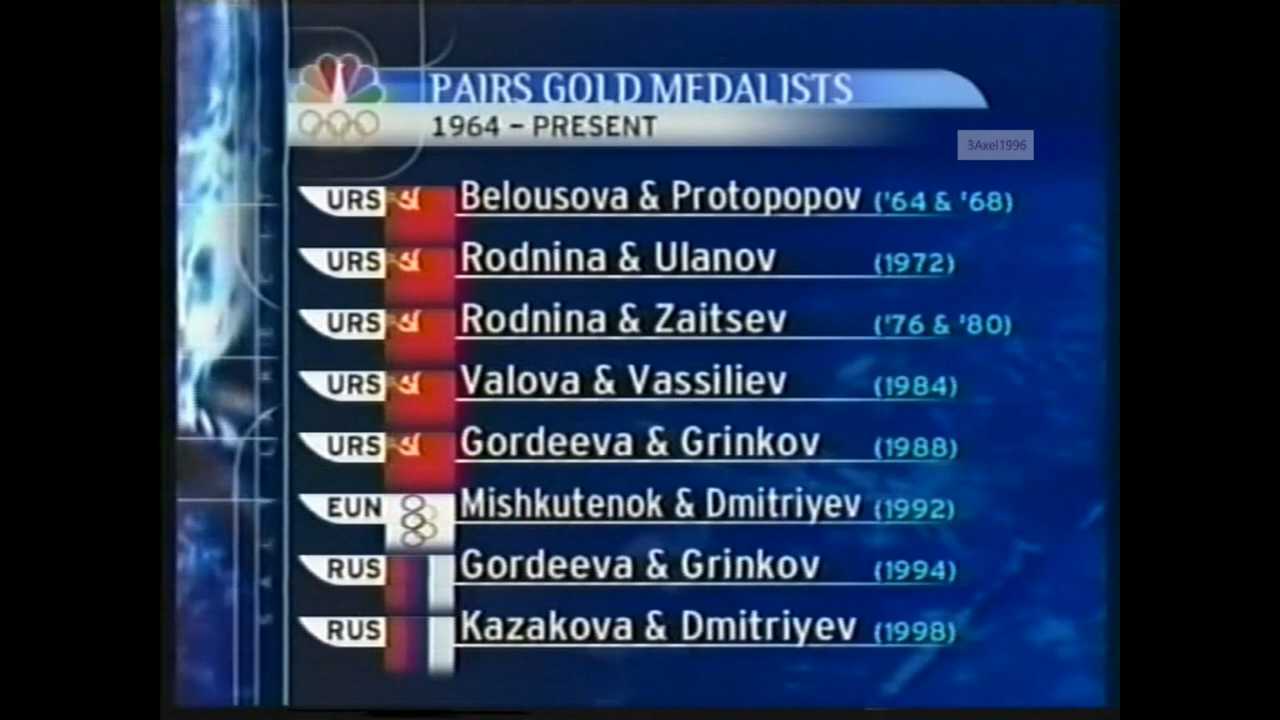 PAIRS GOLD MEDALISTS
1964 – PRESENT
3Axel1996
URS Belousova & Protopopov ('64 & '68)
URS Rodnina & Ulanov (1972)
URS Rodnina & Zaitsev ('76 & '80)
URS Valova & Vassiliev (1984)
URS Gordeeva & Grinkov (1988)
EUN Mishkutenok & Dmitriyev (1992)
RUS Gordeeva & Grinkov (1994)
RUS Kazakova & Dmitriyev (1998)